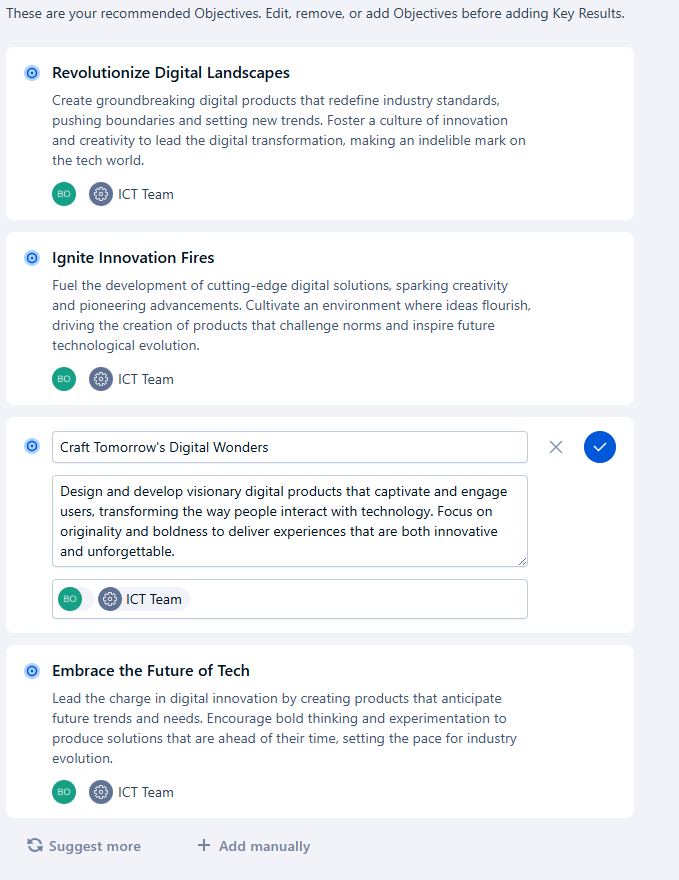 These are your recommended Objectives. Edit, remove, or add Objectives before adding Key Results.
Revolutionize Digital Landscapes
Create groundbreaking digital products that redefine industry standards,
pushing boundaries and setting new trends. Foster a culture of innovation
and creativity to lead the digital transformation, making an indelible mark on
the tech world.
BO ICT Team
Ignite Innovation Fires
Fuel the development of cutting-edge digital solutions, sparking creativity
and pioneering advancements. Cultivate an environment where ideas flourish,
driving the creation of products that challenge norms and inspire future
technological evolution.
BO ICT Team
Craft Tomorrow's Digital Wonders
Design and develop visionary digital products that captivate and engage
users, transforming the way people interact with technology. Focus on
originality and boldness to deliver experiences that are both innovative
and unforgettable.
BO ICT Team
Embrace the Future of Tech
Lead the charge in digital innovation by creating products that anticipate
future trends and needs. Encourage bold thinking and experimentation to
produce solutions that are ahead of their time, setting the pace for industry
evolution.
BO ICT Team
Suggest more + Add manually